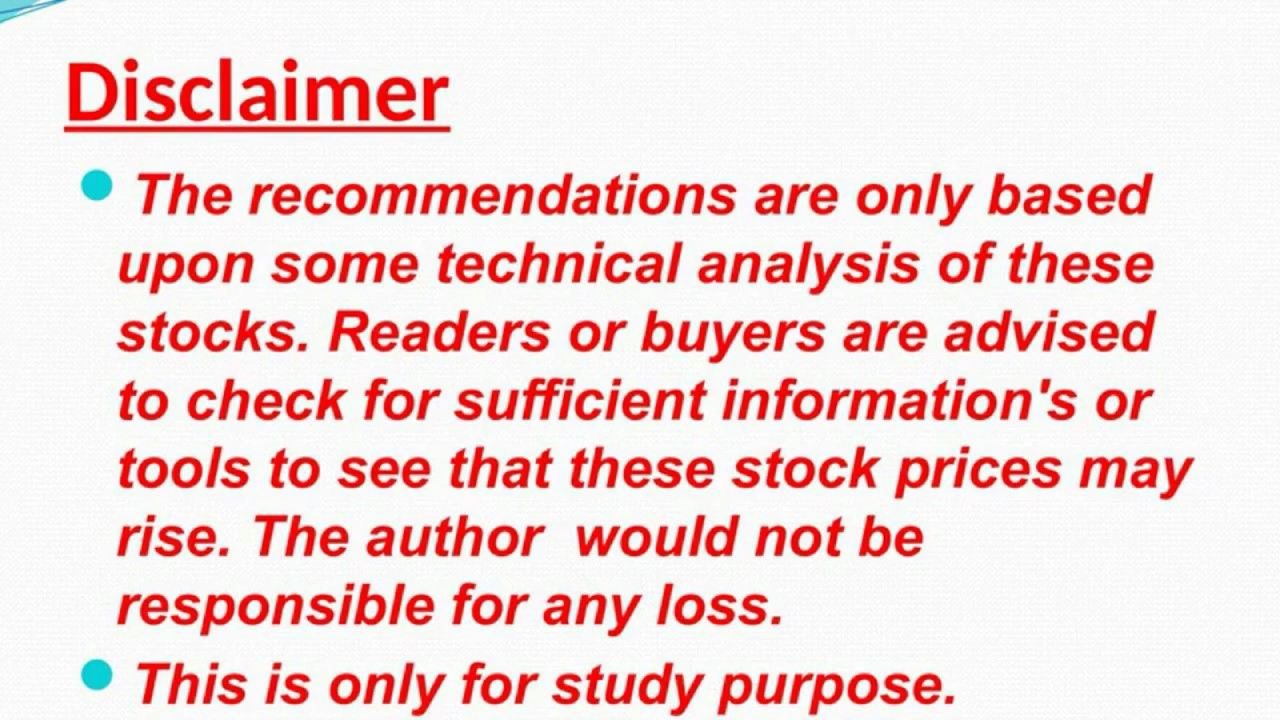 Disclaimer
The recommendations are only based
upon some technical analysis of these
stocks. Readers or buyers are advised
to check for sufficient information's or
tools to see that these stock prices may
rise. The author  would not be
responsible for any loss.
This is only for study purpose.